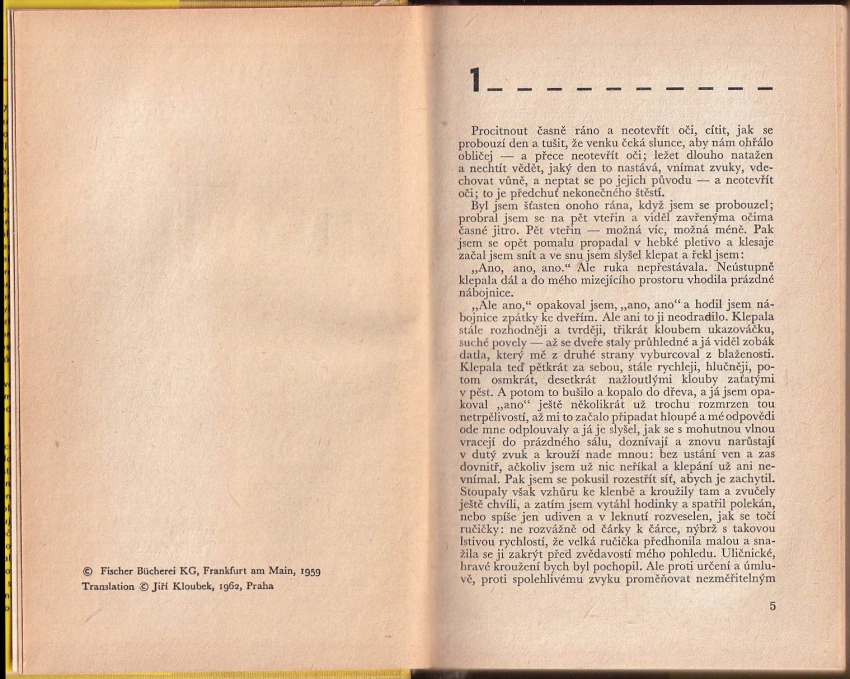 © Fischer Bücherei KG, Frankfurt am Main, 1959
Translation © Jiří Kloubek, 1962, Praha
1
Procitnout časně ráno a neotevřít oči, cítit, jak se
probouzí den a tušit, že venku čeká slunce, aby nám ohřálo
obličej — a přece neotevřít oči; ležet dlouho natažen
a nechtít vědět, jaký den to nastává, vnímat zvuky, vde-
chovat vůně, a neptat se po jejich původu — a neotevřít
oči; to je předchuť nekonečného štěstí.
Byl jsem šťasten onoho rána, když jsem se probouzel;
probral jsem se na pět vteřin a viděl zavřenýma očima
časné jitro. Pět vteřin — možná víc, možná méně. Pak
jsem se opět pomalu propadal v hebké pletivo a klesaje
začal jsem snít a ve snu jsem slyšel klepat a řekl jsem:
„Ano, ano, ano.“ Ale ruka nepřestávala. Neústupně
klepala dál a do mého mizejícího prostoru vhodila prázdné
nábojnice.
„Ale ano,“ opakoval jsem, „ano, ano“ a hodil jsem ná-
bojnice zpátky ke dveřím. Ale ani to ji neodradilo. Klepala
stále rozhodněji a tvrději, třikrát kloubem ukazováčku,
suché povely — až se dveře staly průhledné a já viděl zobák
datla, který mě z druhé strany vyburcoval z blaženosti.
Klepala teď pětkrát za sebou, stále rychleji, hlučněji, po-
tom osmkrát, desetkrát nažloutlými klouby zaťatými
v pěst. A potom to bušilo a kopalo do dřeva, a já jsem opa-
koval „ano“ ještě několikrát už trochu rozmrzen tou
netrpělivostí, až mi to začalo připadat hloupé a mé odpovědi
ode mne odplouvaly a já je slyšel, jak se s mohutnou vlnou
vracejí do prázdného sálu, doznívají a znovu narůstají
v dutý zvuk a krouží nade mnou: bez ustání ven a zas
dovnitř, ačkoliv jsem už nic neříkal a klepání už ani ne-
vnímal. Pak jsem se pokusil rozestřít síť, abych je zachytil.
Stoupaly však vzhůru ke klenbě a kroužily tam a zvučely
ještě chvíli, a zatím jsem vytáhl hodinky a spatřil polekán,
nebo spíše jen udiven a v leknutí rozveselen, jak se točí
ručičky: ne rozvážně od čárky k čárce, nýbrž s takovou
lstivou rychlostí, že velká ručička předhonila malou a sna-
žila se ji zakrýt před zvědavostí mého pohledu. Uličnické,
hravé kroužení bych byl pochopil. Ale proti určení a úmlu-
vě, proti spolehlivému zvyku proměňovat nezměřitelným
5